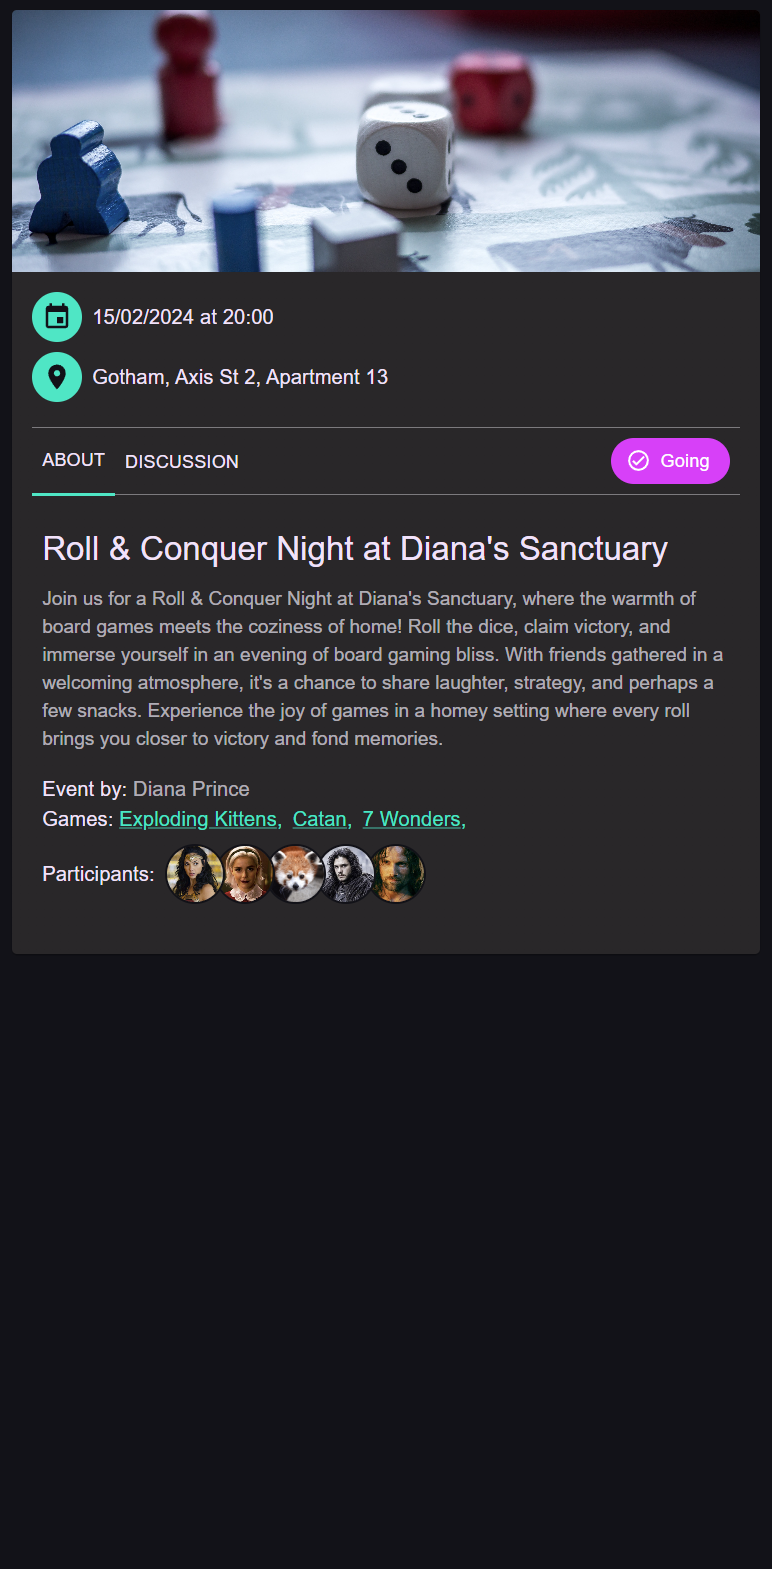 15/02/2024 at 20:00
Gotham, Axis St 2, Apartment 13
ABOUT DISCUSSION Going
Roll & Conquer Night at Diana's Sanctuary
Join us for a Roll & Conquer Night at Diana's Sanctuary, where the warmth of
board games meets the coziness of home! Roll the dice, claim victory, and
immerse yourself in an evening of board gaming bliss. With friends gathered in a
welcoming atmosphere, it's a chance to share laughter, strategy, and perhaps a
few snacks. Experience the joy of games in a homey setting where every roll
brings you closer to victory and fond memories.
Event by: Diana Prince
Games: Exploding Kittens, Catan, 7 Wonders,
Participants: